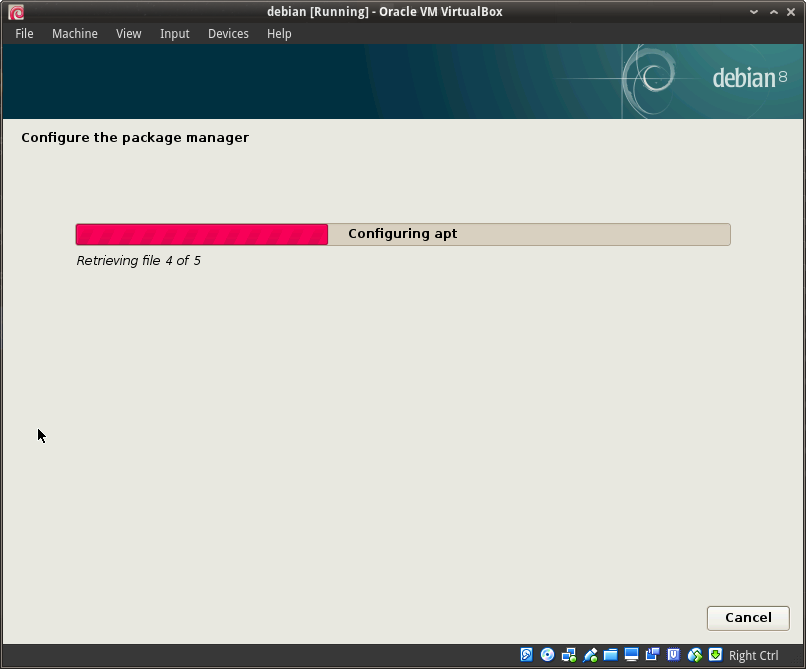 debian [Running] - Oracle VM VirtualBox
File Machine View Input Devices Help
debian 8
Configure the package manager
Configuring apt
Retrieving file 4 of 5
Cancel
Right Ctrl